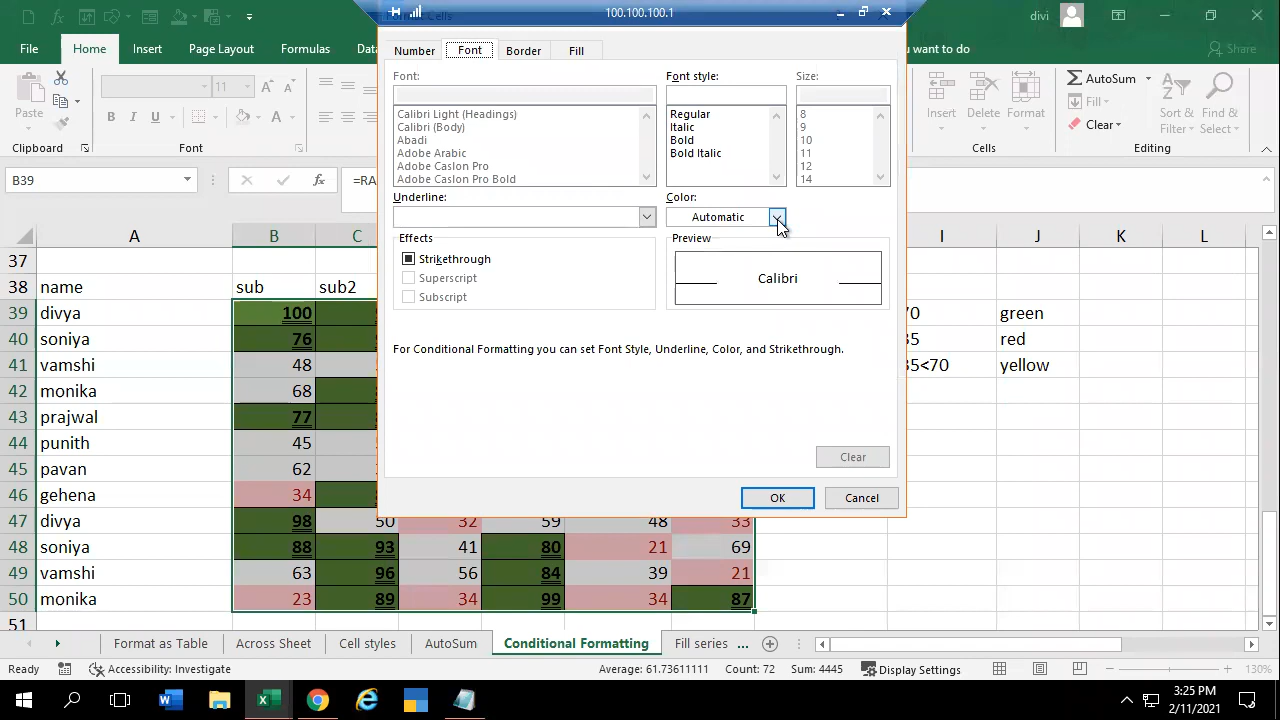 100.100.100.1
divi
File
Home
Insert
Page Layout
Formulas
Dat
you want to do
Share
Paste
11
B I U
Clipboard
Font
AutoSum
Fill
Clear
Insert
Delete
Format
Sort &
Filter
Find &
Select
Cells
Editing
B39
=RA
Number
Font
Border
Fill
Font:
Font style:
Size:
Calibri Light (Headings)
Calibri (Body)
Abadi
Adobe Arabic
Adobe Caslon Pro
Adobe Caslon Pro Bold
Regular
Italic
Bold
Bold Italic
8
9
10
11
12
14
Underline:
Color:
Automatic
Effects
Strikethrough
Superscript
Subscript
Preview
Calibri
For Conditional Formatting you can set Font Style, Underline, Color, and Strikethrough.
Clear
OK
Cancel
A B C I J K L
37
38 name sub sub2
39 divya 100 70 green
40 soniya 76 35 red
41 vamshi 48 35<70 yellow
42 monika 68
43 prajwal 77
44 punith 45
45 pavan 62
46 gehena 34
47 divya 98 50 32 59 48 33
48 soniya 88 93 41 80 21 69
49 vamshi 63 96 56 84 39 21
50 monika 23 89 34 99 34 87
51
Format as Table
Across Sheet
Cell styles
AutoSum
Conditional Formatting
Fill series
...
Ready
Accessibility: Investigate
Average: 61.73611111
Count: 72
Sum: 4445
Display Settings
130%
3:25 PM
2/11/2021